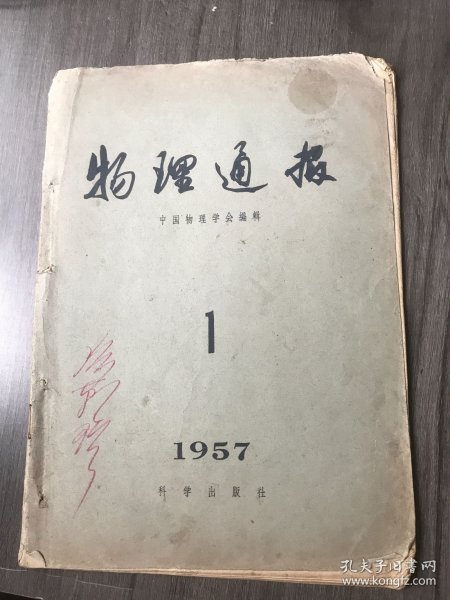 物理通报
中国物理学会编辑
1
1957
科学出版社
孔夫子旧书网
www.kongfz.com